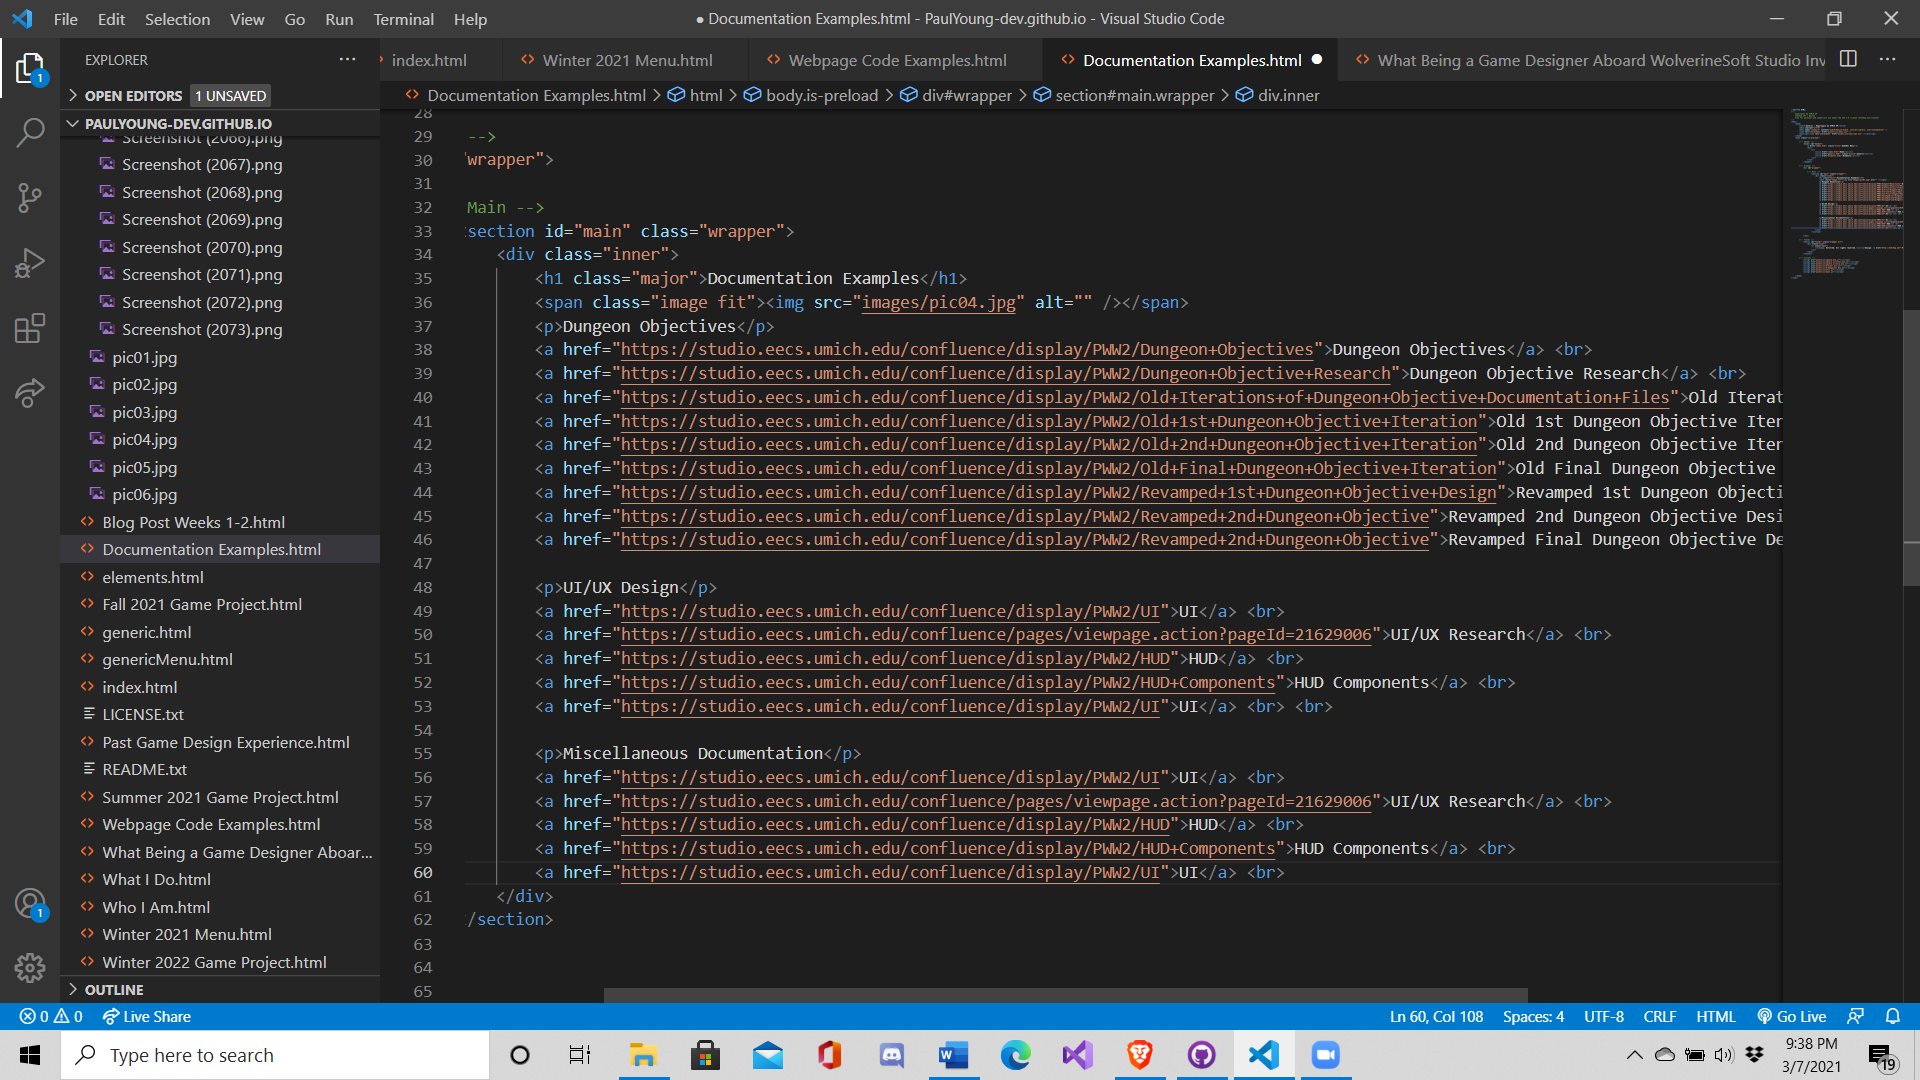 File Edit Selection View Go Run Terminal Help
● Documentation Examples.html - PaulYoung-dev.github.io - Visual Studio Code
EXPLORER
index.html
Winter 2021 Menu.html
Webpage Code Examples.html
Documentation Examples.html
What Being a Game Designer Aboard WolverineSoft Studio Inv
OPEN EDITORS 1 UNSAVED
Documentation Examples.html > html > body.is-preload > div#wrapper > section#main.wrapper > div.inner
PAULYOUNG-DEV.GITHUB.IO
Screenshot (2066).png
Screenshot (2067).png
Screenshot (2068).png
Screenshot (2069).png
Screenshot (2070).png
Screenshot (2071).png
Screenshot (2072).png
Screenshot (2073).png
pic01.jpg
pic02.jpg
pic03.jpg
pic04.jpg
pic05.jpg
pic06.jpg
Blog Post Weeks 1-2.html
Documentation Examples.html
elements.html
Fall 2021 Game Project.html
generic.html
genericMenu.html
index.html
LICENSE.txt
Past Game Design Experience.html
README.txt
Summer 2021 Game Project.html
Webpage Code Examples.html
What Being a Game Designer Aboar...
What I Do.html
Who I Am.html
Winter 2021 Menu.html
Winter 2022 Game Project.html
OUTLINE
28
29 -->
30 "wrapper">
31
32 Main -->
33 section id="main" class="wrapper">
34 <div class="inner">
35 <h1 class="major">Documentation Examples</h1>
36 <span class="image fit"><img src="images/pic04.jpg" alt="" /></span>
37 <p>Dungeon Objectives</p>
38 <a href="https://studio.eecs.umich.edu/confluence/display/PWW2/Dungeon+Objectives">Dungeon Objectives</a> <br>
39 <a href="https://studio.eecs.umich.edu/confluence/display/PWW2/Dungeon+Objective+Research">Dungeon Objective Research</a> <br>
40 <a href="https://studio.eecs.umich.edu/confluence/display/PWW2/Old+Iterations+of+Dungeon+Objective+Documentation+Files">Old Iterat
41 <a href="https://studio.eecs.umich.edu/confluence/display/PWW2/Old+1st+Dungeon+Objective+Iteration">Old 1st Dungeon Objective Iter
42 <a href="https://studio.eecs.umich.edu/confluence/display/PWW2/Old+2nd+Dungeon+Objective+Iteration">Old 2nd Dungeon Objective Iter
43 <a href="https://studio.eecs.umich.edu/confluence/display/PWW2/Old+Final+Dungeon+Objective+Iteration">Old Final Dungeon Objective
44 <a href="https://studio.eecs.umich.edu/confluence/display/PWW2/Revamped+1st+Dungeon+Objective+Design">Revamped 1st Dungeon Objecti
45 <a href="https://studio.eecs.umich.edu/confluence/display/PWW2/Revamped+2nd+Dungeon+Objective">Revamped 2nd Dungeon Objective Desi
46 <a href="https://studio.eecs.umich.edu/confluence/display/PWW2/Revamped+2nd+Dungeon+Objective">Revamped Final Dungeon Objective De
47
48 <p>UI/UX Design</p>
49 <a href="https://studio.eecs.umich.edu/confluence/display/PWW2/UI">UI</a> <br>
50 <a href="https://studio.eecs.umich.edu/confluence/pages/viewpage.action?pageId=21629006">UI/UX Research</a> <br>
51 <a href="https://studio.eecs.umich.edu/confluence/display/PWW2/HUD">HUD</a> <br>
52 <a href="https://studio.eecs.umich.edu/confluence/display/PWW2/HUD+Components">HUD Components</a> <br>
53 <a href="https://studio.eecs.umich.edu/confluence/display/PWW2/UI">UI</a> <br> <br>
54
55 <p>Miscellaneous Documentation</p>
56 <a href="https://studio.eecs.umich.edu/confluence/display/PWW2/UI">UI</a> <br>
57 <a href="https://studio.eecs.umich.edu/confluence/pages/viewpage.action?pageId=21629006">UI/UX Research</a> <br>
58 <a href="https://studio.eecs.umich.edu/confluence/display/PWW2/HUD">HUD</a> <br>
59 <a href="https://studio.eecs.umich.edu/confluence/display/PWW2/HUD+Components">HUD Components</a> <br>
60 <a href="https://studio.eecs.umich.edu/confluence/display/PWW2/UI">UI</a> <br>
61 </div>
62 /section>
63
64
65
0 0 Live Share
Ln 60, Col 108 Spaces: 4 UTF-8 CRLF HTML Go Live
Type here to search
9:38 PM
3/7/2021
19